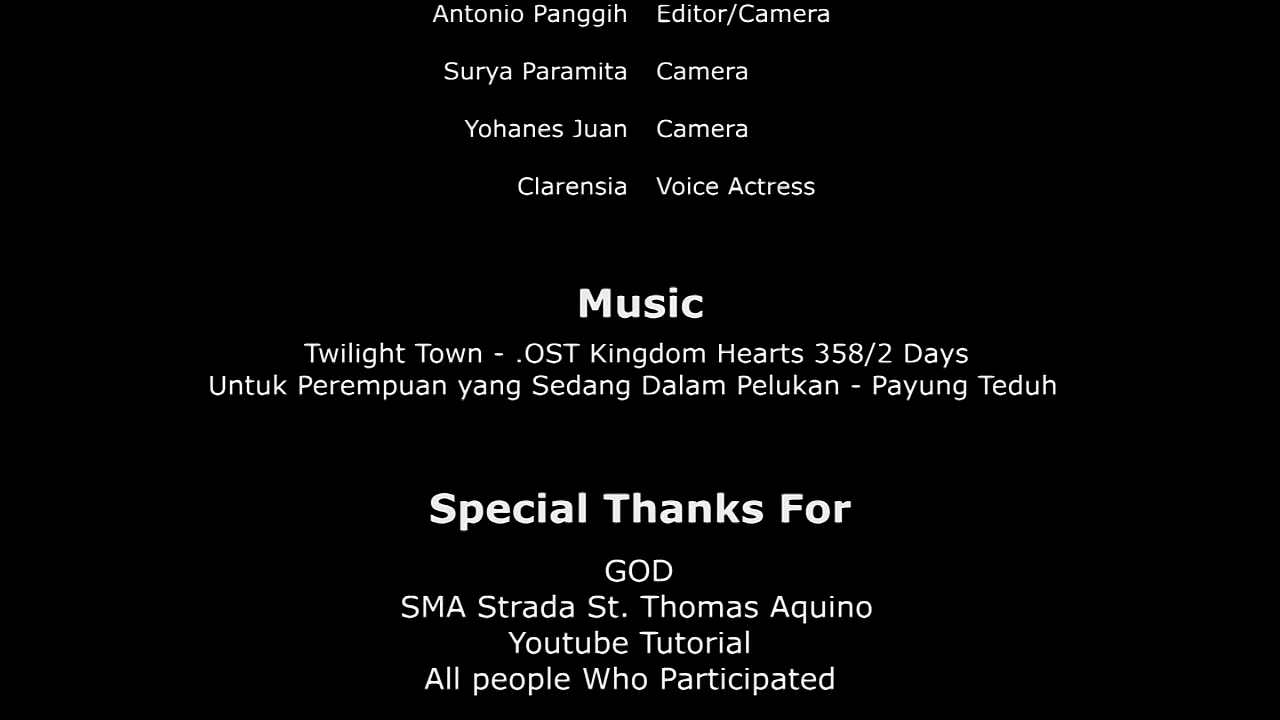 Antonio Panggih Editor/Camera
Surya Paramita Camera
Yohanes Juan Camera
Clarensia Voice Actress
Music
Twilight Town - .OST Kingdom Hearts 358/2 Days
Untuk Perempuan yang Sedang Dalam Pelukan - Payung Teduh
Special Thanks For
GOD
SMA Strada St. Thomas Aquino
Youtube Tutorial
All people Who Participated